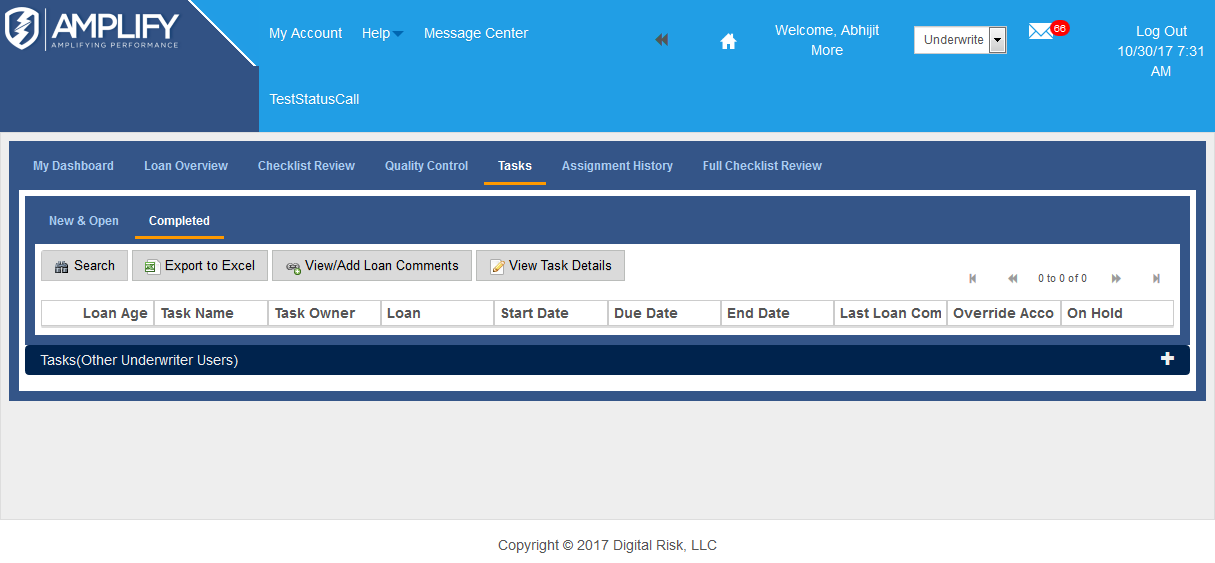 AMPLIFY
AMPLIFYING PERFORMANCE
My Account
Help
Message Center
TestStatusCall
Welcome, Abhijit
More
Underwrite
66
Log Out
10/30/17 7:31
AM
My Dashboard
Loan Overview
Checklist Review
Quality Control
Tasks
Assignment History
Full Checklist Review
New & Open
Completed
Search
Export to Excel
View/Add Loan Comments
View Task Details
0 to 0 of 0
Loan Age
Task Name
Task Owner
Loan
Start Date
Due Date
End Date
Last Loan Com
Override Acco
On Hold
Tasks(Other Underwriter Users)
Copyright © 2017 Digital Risk, LLC